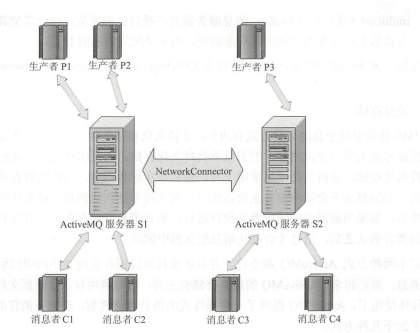 生产者 P1
生产者 P2
生产者 P3
NetworkConnector
ActiveMQ 服务器 S1
ActiveMQ 服务器 S2
消息者 C1
消息者 C2
消息者 C3
消息者 C4